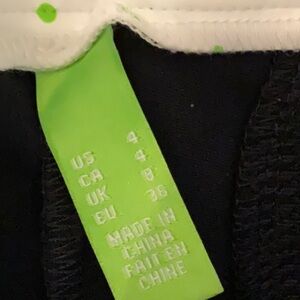 US 4
CA 4
UK 8
EU 36
MADE IN
CHINA
FAIT EN
CHINE